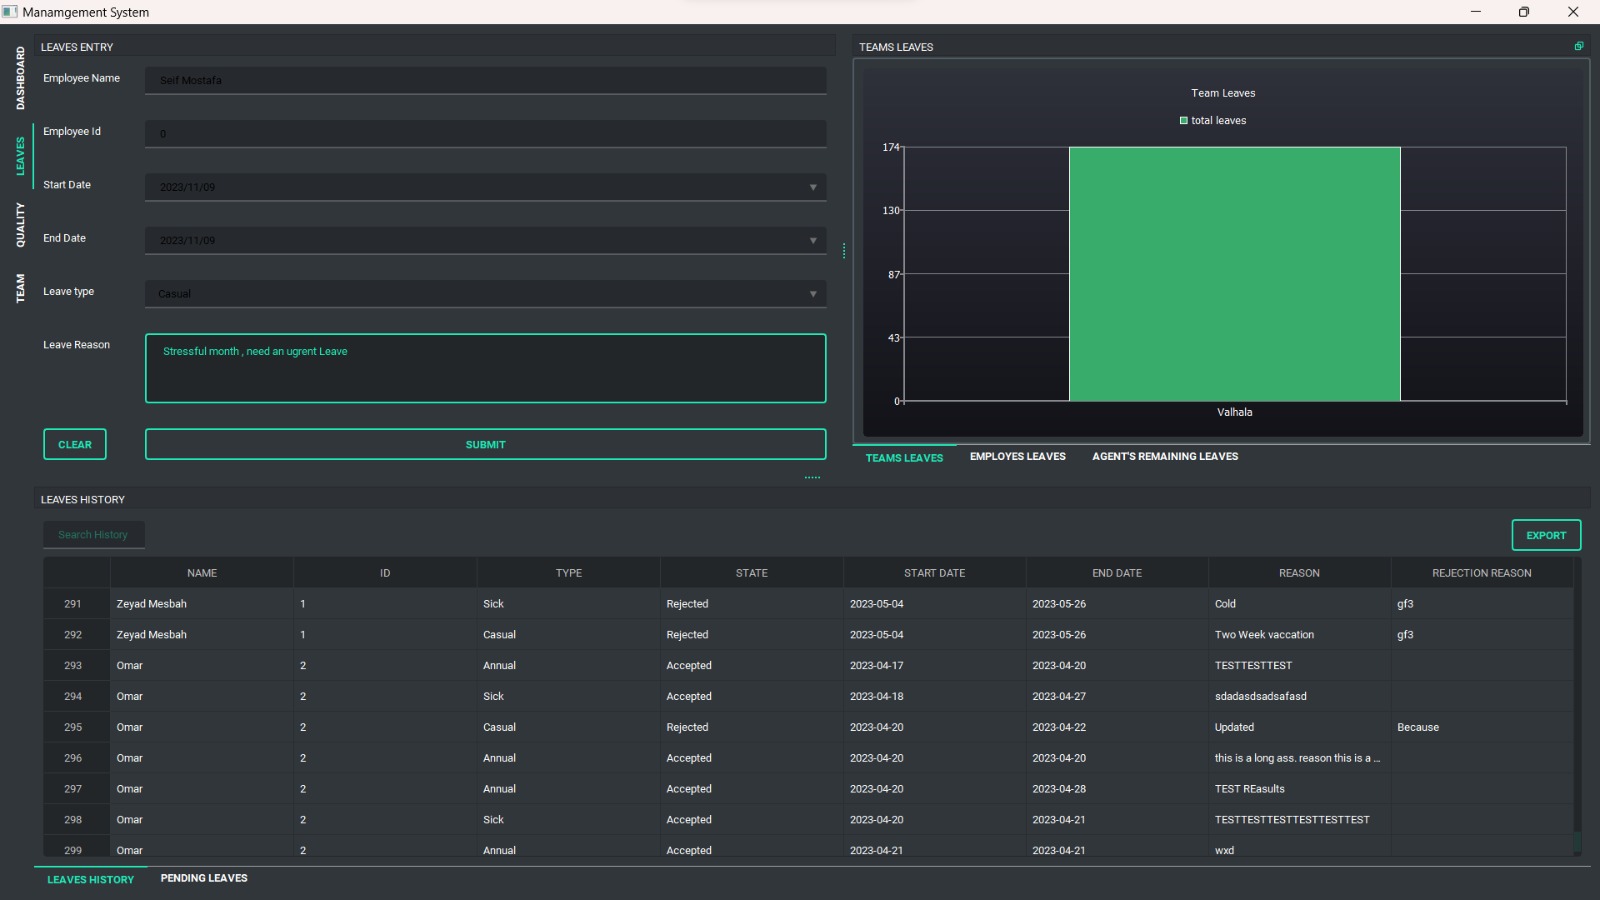 Manamgement System
DASHBOARD
LEAVES
QUALITY
TEAM
LEAVES ENTRY
Employee Name
Seif Mostafa
Employee Id
0
Start Date
2023/11/09
End Date
2023/11/09
Leave type
Casual
Leave Reason
Stressful month , need an ugrent Leave
CLEAR
SUBMIT
TEAMS LEAVES
Team Leaves
total leaves
174
130
87
43
0
Valhala
TEAMS LEAVES EMPLOYES LEAVES AGENT'S REMAINING LEAVES
LEAVES HISTORY
Search History
EXPORT
NAME ID TYPE STATE START DATE END DATE REASON REJECTION REASON
291 Zeyad Mesbah 1 Sick Rejected 2023-05-04 2023-05-26 Cold gf3
292 Zeyad Mesbah 1 Casual Rejected 2023-05-04 2023-05-26 Two Week vaccation gf3
293 Omar 2 Annual Accepted 2023-04-17 2023-04-20 TESTTESTTEST
294 Omar 2 Sick Accepted 2023-04-18 2023-04-27 sdadasdsadsafasd
295 Omar 2 Casual Rejected 2023-04-20 2023-04-22 Updated Because
296 Omar 2 Annual Accepted 2023-04-20 2023-04-20 this is a long ass. reason this is a ...
297 Omar 2 Annual Accepted 2023-04-20 2023-04-28 TEST REasults
298 Omar 2 Sick Accepted 2023-04-20 2023-04-21 TESTTESTTESTTESTTESTTEST
299 Omar 2 Annual Accepted 2023-04-21 2023-04-21 wxd
LEAVES HISTORY PENDING LEAVES